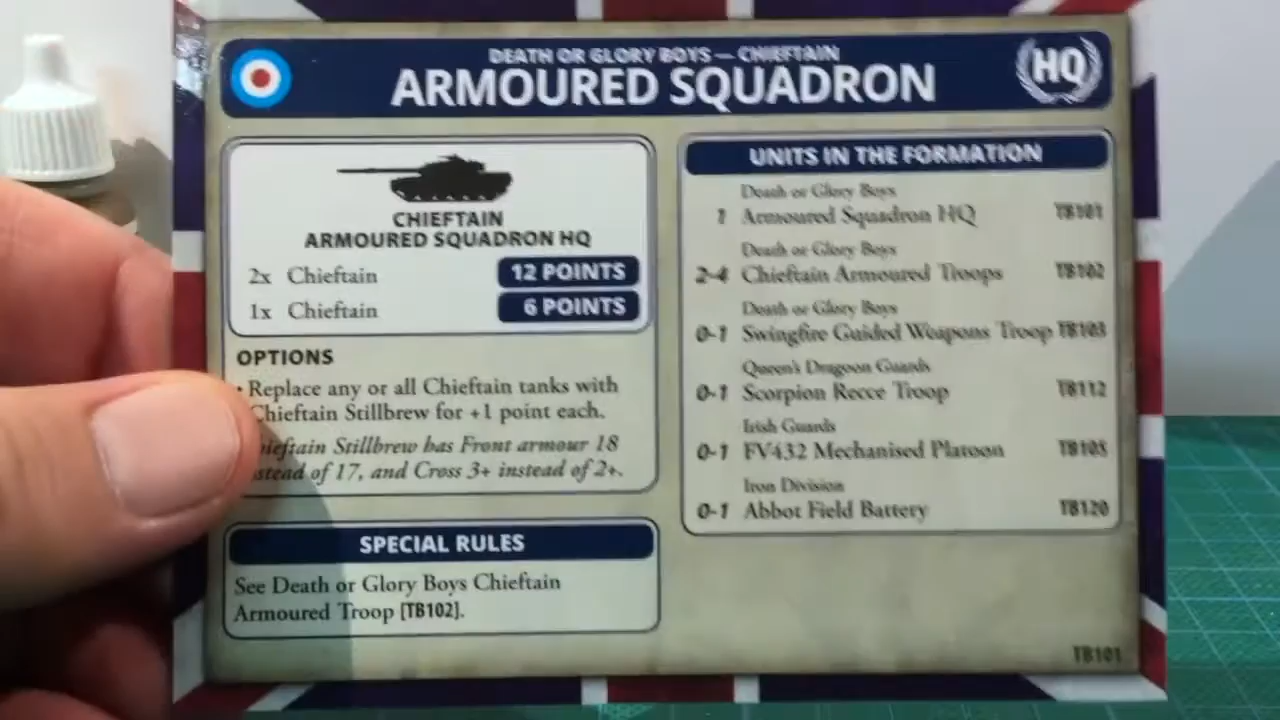 DEATH OR GLORY BOYS — CHIEFTAIN
ARMOURED SQUADRON
HQ
CHIEFTAIN
ARMOURED SQUADRON HQ
2x Chieftain 12 POINTS
1x Chieftain 6 POINTS
OPTIONS
• Replace any or all Chieftain tanks with
Chieftain Stillbrew for +1 point each.
hieftain Stillbrew has Front armour 18
stead of 17, and Cross 3+ instead of 2+.
SPECIAL RULES
See Death or Glory Boys Chieftain
Armoured Troop [TB102].
UNITS IN THE FORMATION
Death or Glory Boys
1 Armoured Squadron HQ TB101
Death or Glory Boys
2-4 Chieftain Armoured Troops TB102
Death or Glory Boys
0-1 Swingfire Guided Weapons Troop TB103
Queen's Dragoon Guards
0-1 Scorpion Recce Troop TB112
Irish Guards
0-1 FV432 Mechanised Platoon TB105
Iron Division
0-1 Abbot Field Battery TB120
TB101